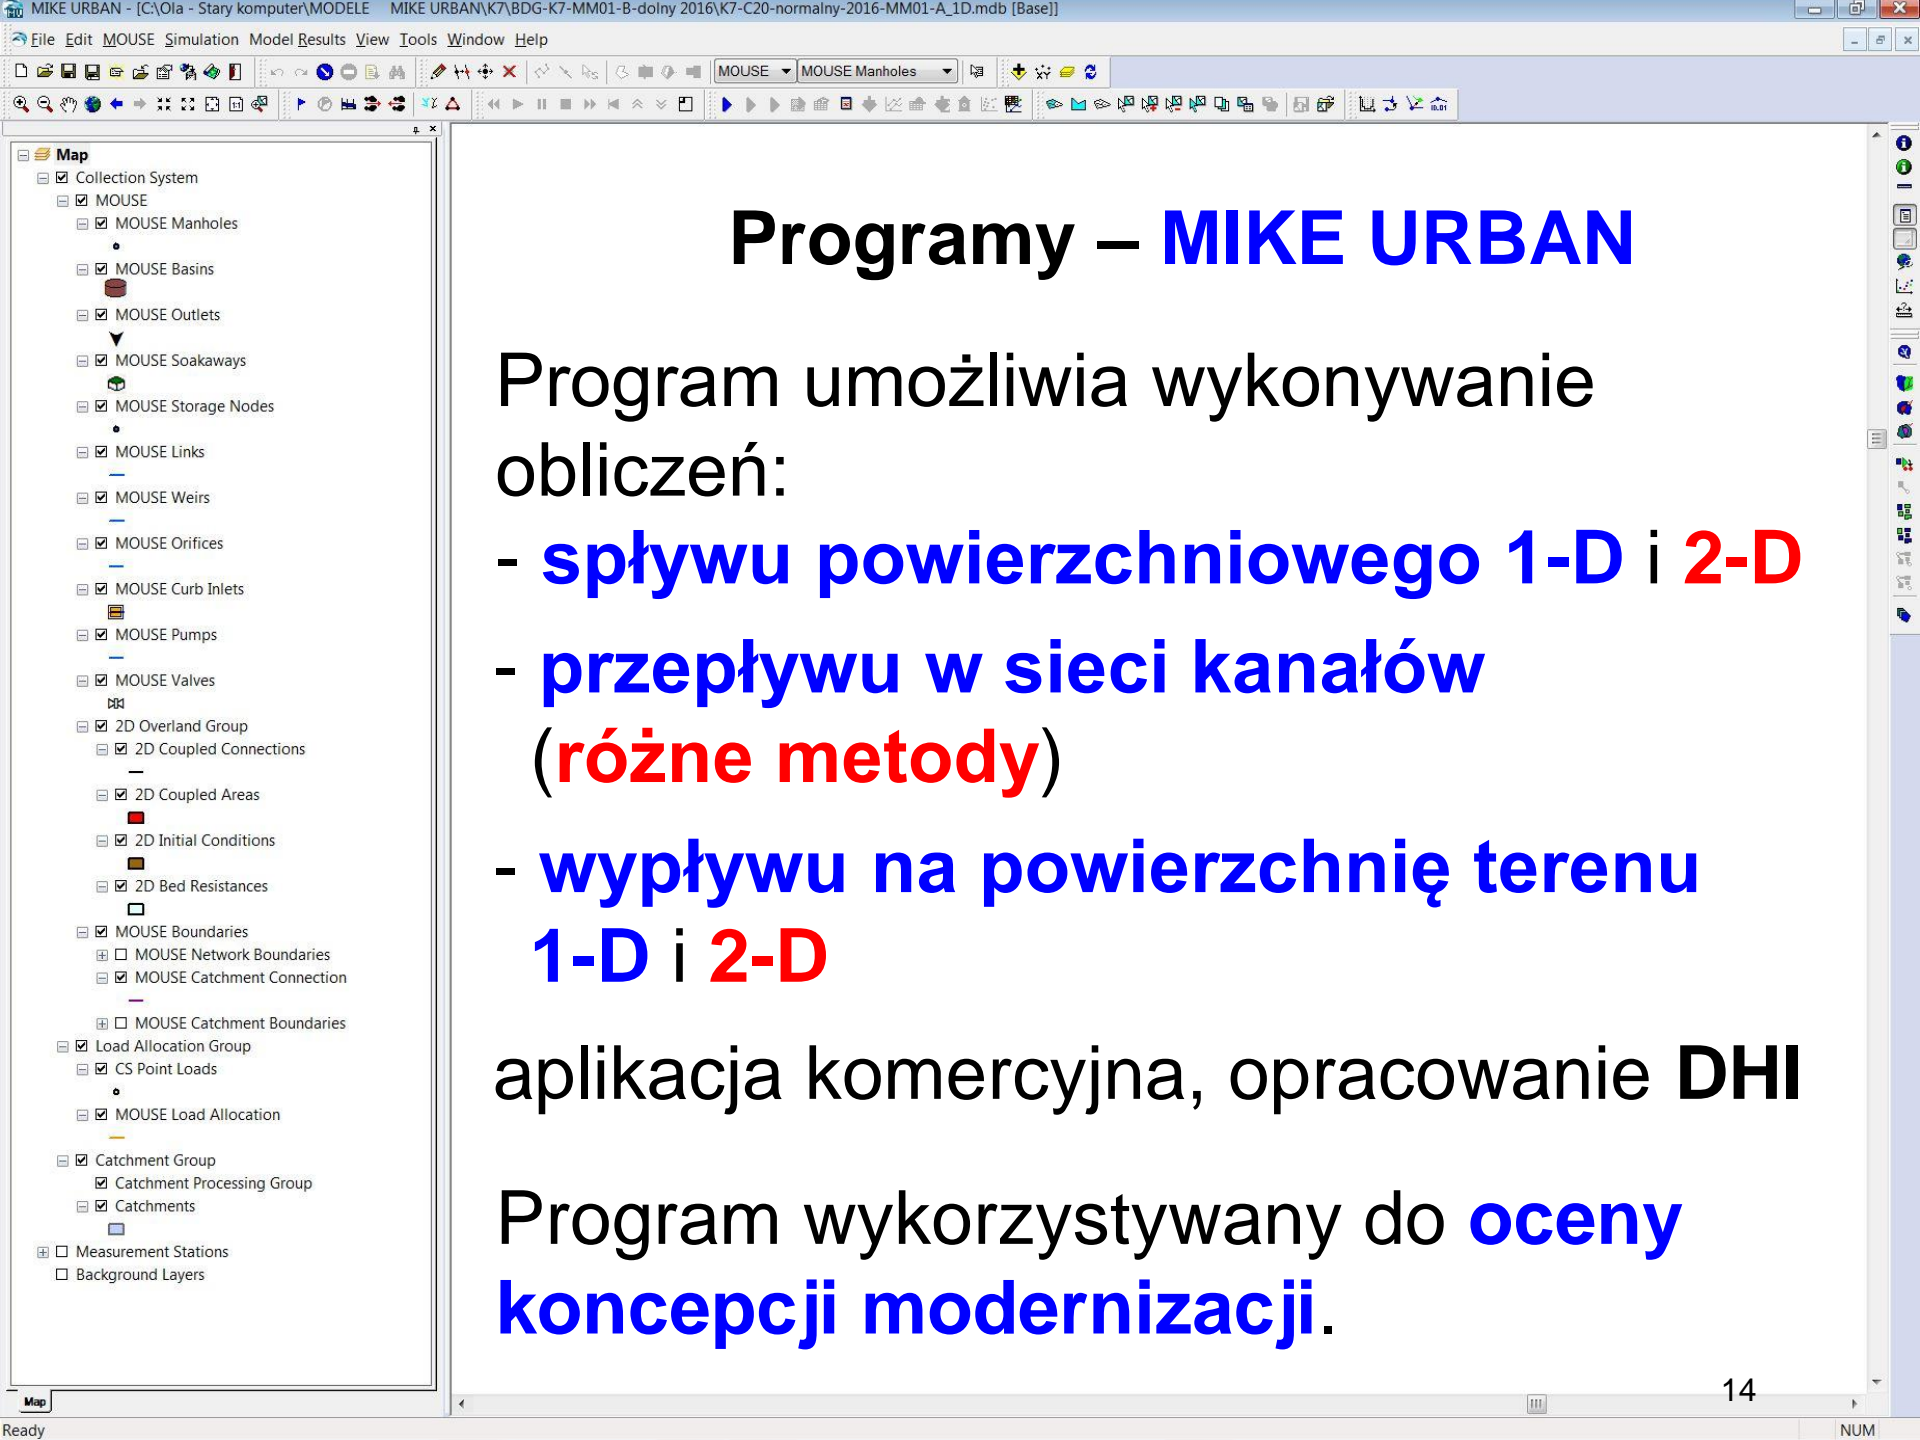 MIKE URBAN - [C:\Ola - Stary komputer\MODELE    MIKE URBAN\K7\BDG-K7-MM01-B-dolny 2016\K7-C20-normalny-2016-MM01-A_1D.mdb [Base]]
File Edit MOUSE Simulation Model Results View Tools Window Help
MOUSE MOUSE Manholes
Map
Collection System
MOUSE
MOUSE Manholes
MOUSE Basins
MOUSE Outlets
MOUSE Soakaways
MOUSE Storage Nodes
MOUSE Links
MOUSE Weirs
MOUSE Orifices
MOUSE Curb Inlets
MOUSE Pumps
MOUSE Valves
2D Overland Group
2D Coupled Connections
2D Coupled Areas
2D Initial Conditions
2D Bed Resistances
MOUSE Boundaries
MOUSE Network Boundaries
MOUSE Catchment Connection
MOUSE Catchment Boundaries
Load Allocation Group
CS Point Loads
MOUSE Load Allocation
Catchment Group
Catchment Processing Group
Catchments
Measurement Stations
Background Layers
Map
Ready
Programy – MIKE URBAN
Program umożliwia wykonywanie
obliczeń:
- spływu powierzchniowego 1-D i 2-D
- przepływu w sieci kanałów
(różne metody)
- wypływu na powierzchnię terenu
1-D i 2-D
aplikacja komercyjna, opracowanie DHI
Program wykorzystywany do oceny
koncepcji modernizacji.
14
NUM